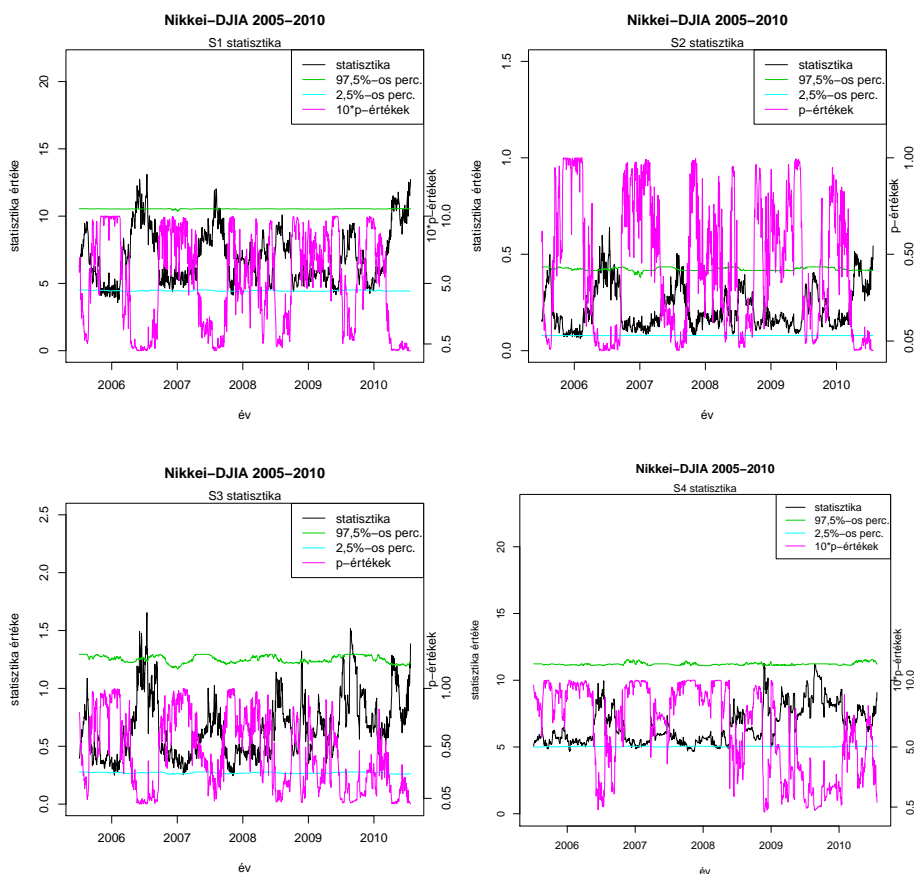 Nikkei−DJIA 2005−2010
S1 statisztika
statisztika
97,5%−os perc.
2,5%−os perc.
10*p−értékek
statisztika értéke
0
5
10
15
20
10*p−értékek
0.5
5.0
10.0
2006
2007
2008
2009
2010
év
Nikkei−DJIA 2005−2010
S2 statisztika
statisztika
97,5%−os perc.
2,5%−os perc.
p−értékek
statisztika értéke
0.0
0.5
1.0
1.5
p−értékek
0.05
0.50
1.00
2006
2007
2008
2009
2010
év
Nikkei−DJIA 2005−2010
S3 statisztika
statisztika
97,5%−os perc.
2,5%−os perc.
p−értékek
statisztika értéke
0.0
0.5
1.0
1.5
2.0
2.5
p−értékek
0.05
0.50
1.00
2006
2007
2008
2009
2010
év
Nikkei−DJIA 2005−2010
S4 statisztika
statisztika
97,5%−os perc.
2,5%−os perc.
10*p−értékek
statisztika értéke
0
5
10
15
20
10*p−értékek
0.5
5.0
10.0
2006
2007
2008
2009
2010
év